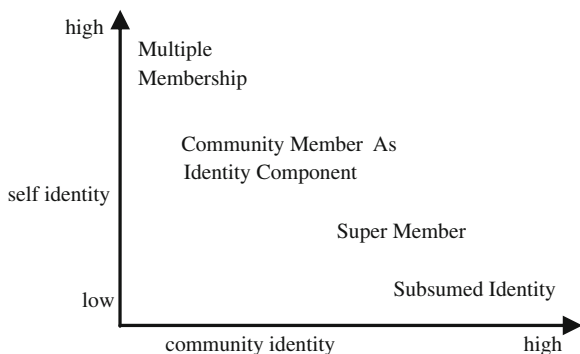 high
Multiple
Membership
Community Member As
Identity Component
self identity
Super Member
Subsumed Identity
low
community identity
high